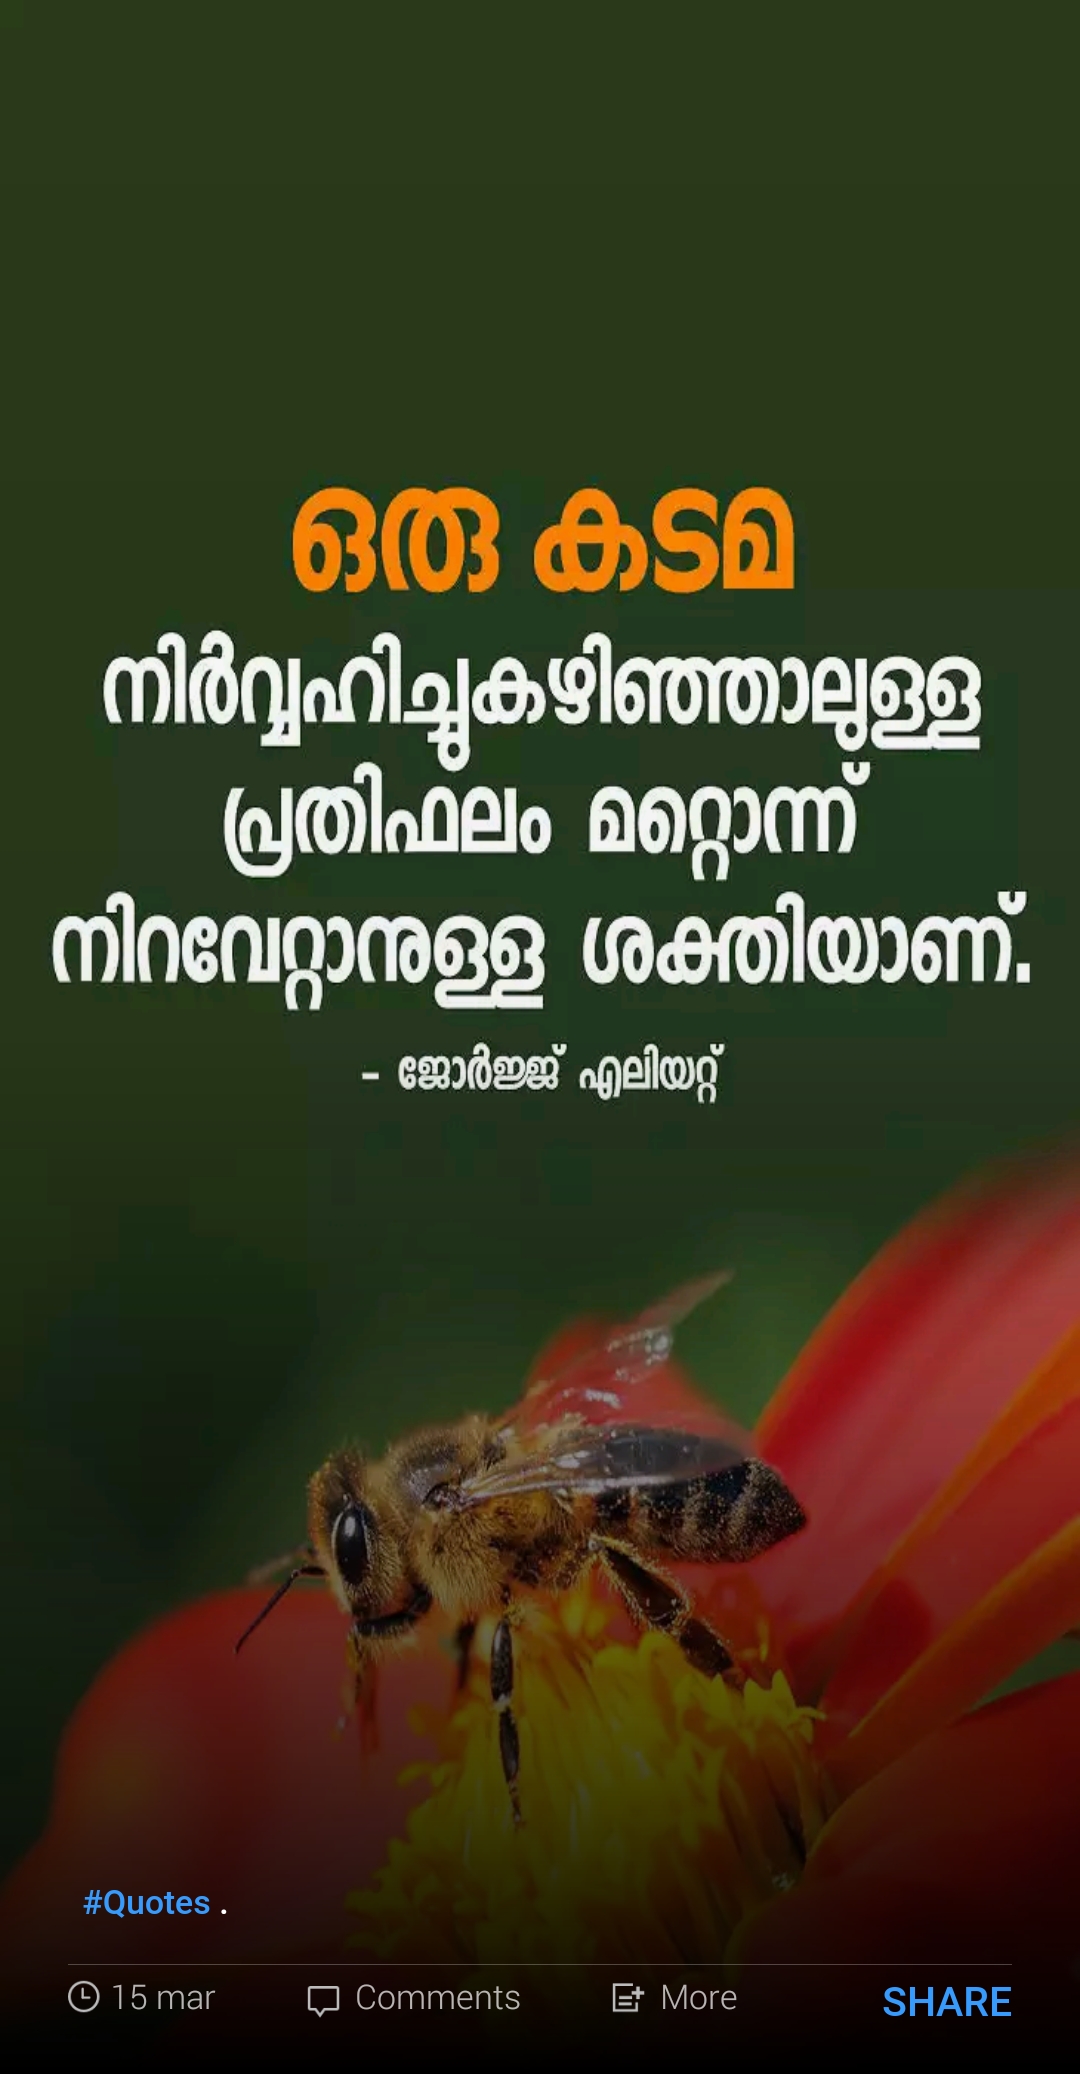 ഒരു കടമ
നിർവ്വഹിച്ചുകഴിഞ്ഞാലുള്ള
പ്രതിഫലം മറ്റൊന്ന്
നിറവേറ്റാനുള്ള ശക്തിയാണ്.
- ജോർജ്ജ് എലിയറ്റ്
#Quotes .
15 mar Comments More SHARE